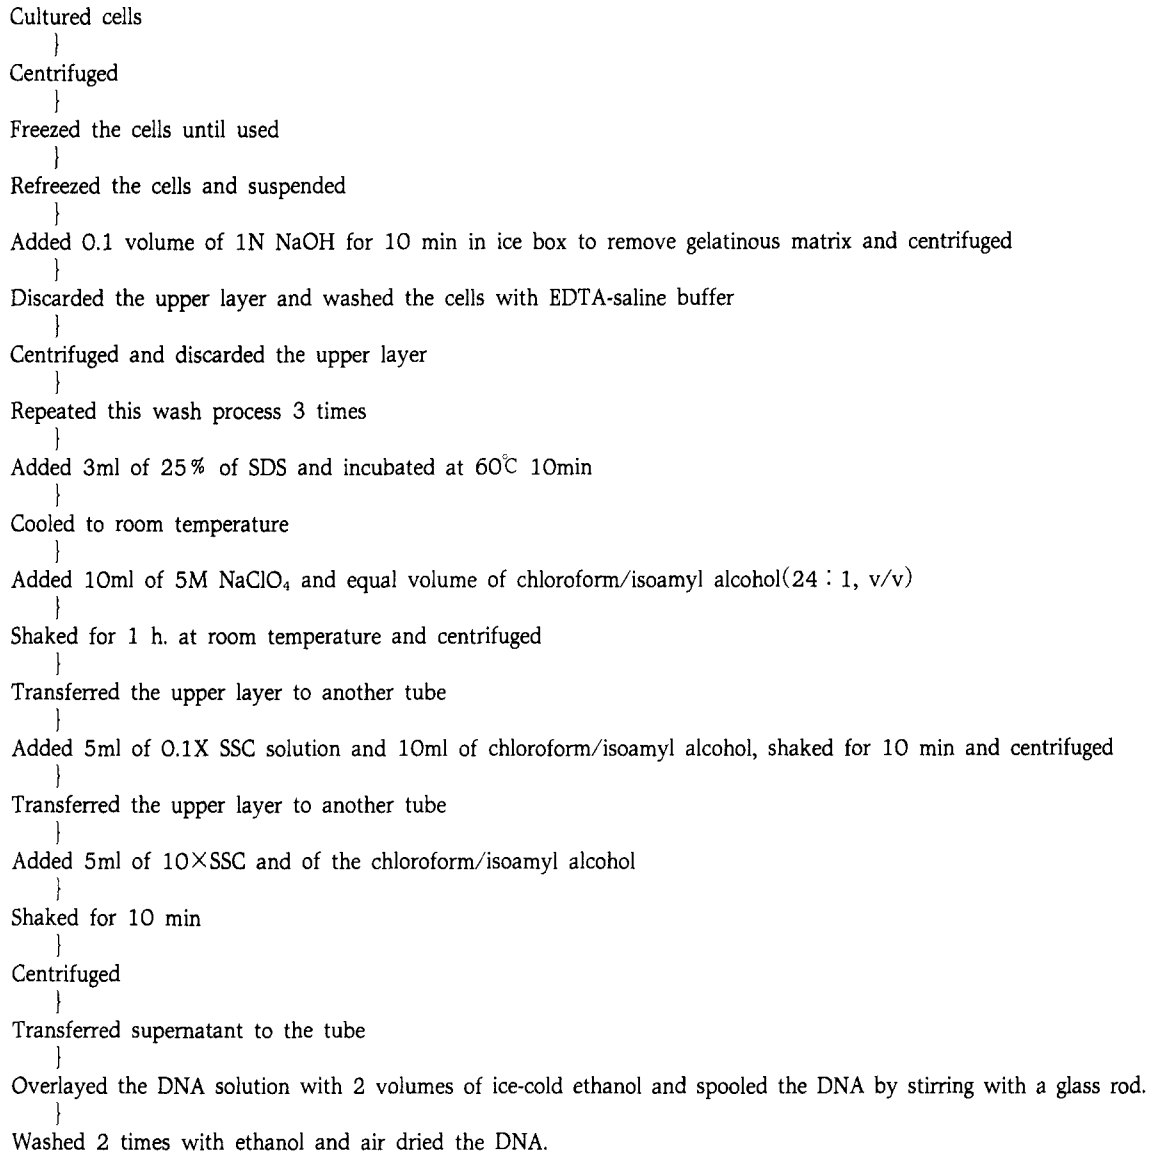 Cultured cells
}
Centrifuged
}
Freezed the cells until used
}
Refreezed the cells and suspended
}
Added 0.1 volume of 1N NaOH for 10 min in ice box to remove gelatinous matrix and centrifuged
}
Discarded the upper layer and washed the cells with EDTA-saline buffer
}
Centrifuged and discarded the upper layer
}
Repeated this wash process 3 times
}
Added 3ml of 25% of SDS and incubated at 60℃ 10min
}
Cooled to room temperature
}
Added 10ml of 5M NaClO₄ and equal volume of chloroform/isoamyl alcohol(24 : 1, v/v)
}
Shaked for 1 h. at room temperature and centrifuged
}
Transferred the upper layer to another tube
}
Added 5ml of 0.1X SSC solution and 10ml of chloroform/isoamyl alcohol, shaked for 10 min and centrifuged
}
Transferred the upper layer to another tube
}
Added 5ml of 10×SSC and of the chloroform/isoamyl alcohol
}
Shaked for 10 min
}
Centrifuged
}
Transferred supernatant to the tube
}
Overlayed the DNA solution with 2 volumes of ice-cold ethanol and spooled the DNA by stirring with a glass rod.
}
Washed 2 times with ethanol and air dried the DNA.